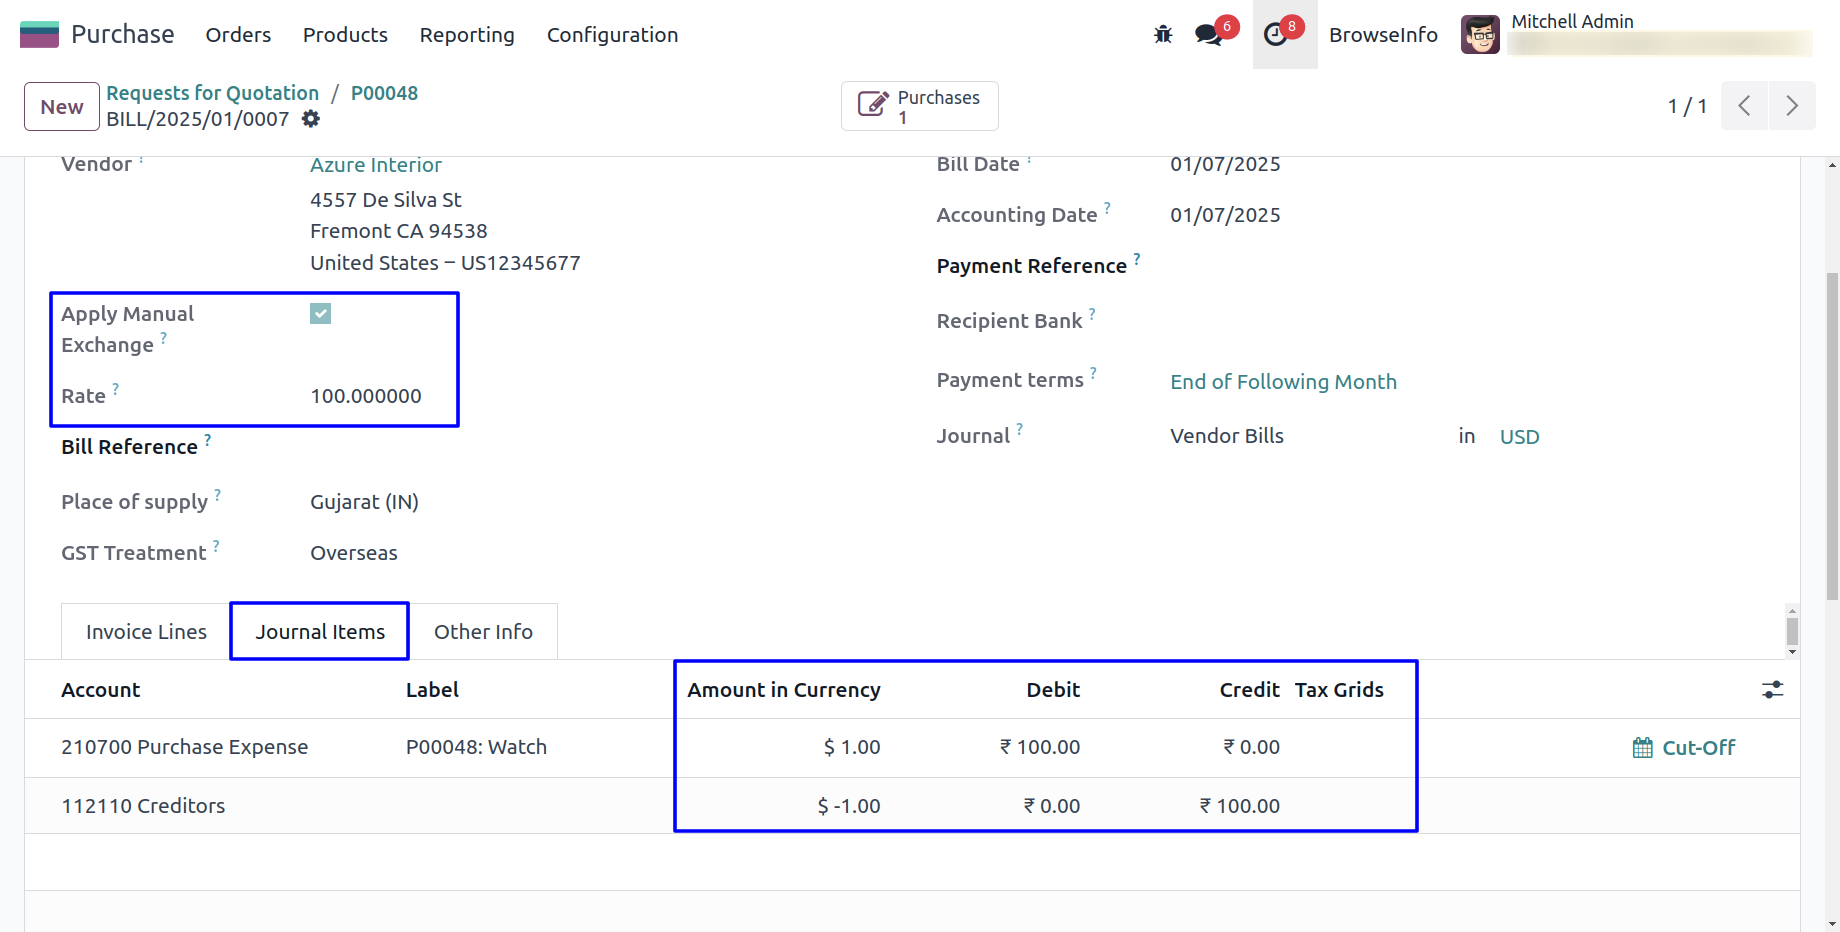 Purchase Orders Products Reporting Configuration 6 8 BrowseInfo Mitchell Admin
New Requests for Quotation / P00048
BILL/2025/01/0007
Purchases
1
1 / 1
Vendor ? Azure Interior
4557 De Silva St
Fremont CA 94538
United States – US12345677
Apply Manual
Exchange ?
Rate ? 100.000000
Bill Reference ?
Place of supply ? Gujarat (IN)
GST Treatment ? Overseas
Bill Date ? 01/07/2025
Accounting Date ? 01/07/2025
Payment Reference ?
Recipient Bank ?
Payment terms ? End of Following Month
Journal ? Vendor Bills in USD
Invoice Lines Journal Items Other Info
Account Label Amount in Currency Debit Credit Tax Grids
210700 Purchase Expense P00048: Watch $ 1.00 ₹ 100.00 ₹ 0.00 Cut-Off
112110 Creditors $ -1.00 ₹ 0.00 ₹ 100.00